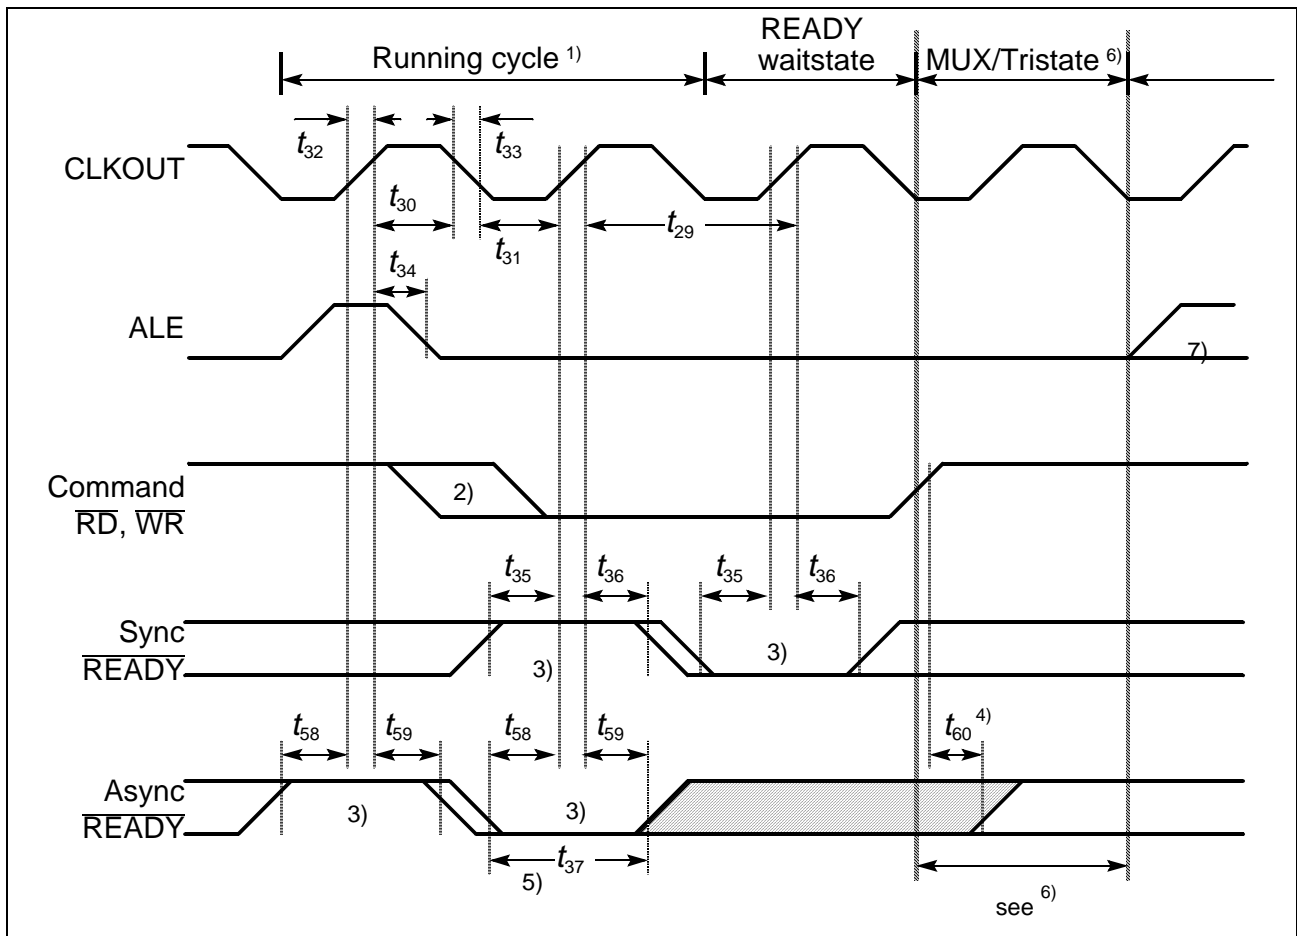 READY
Running cycle 1) waitstate MUX/Tristate 6)
t32 t33
CLKOUT
t30
t29
t31
t34
ALE
7)
Command
2)
RD, WR
t35 t36 t35 t36
Sync
READY
3) 3)
t58 t59 t58 t59 t60 4)
Async
READY
3) 3)
t37
5)
see 6)